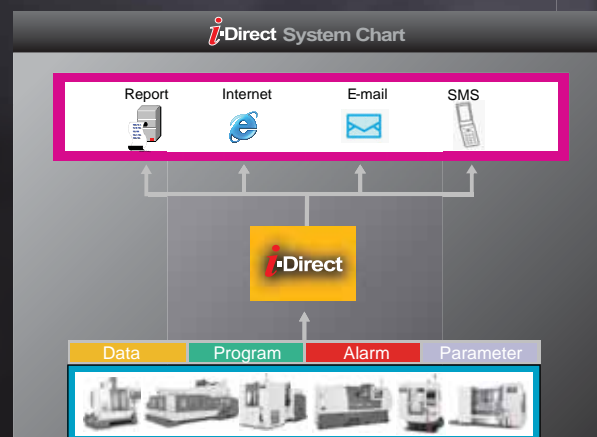 i-Direct System Chart
Report Internet E-mail SMS
i-Direct
Data Program Alarm Parameter